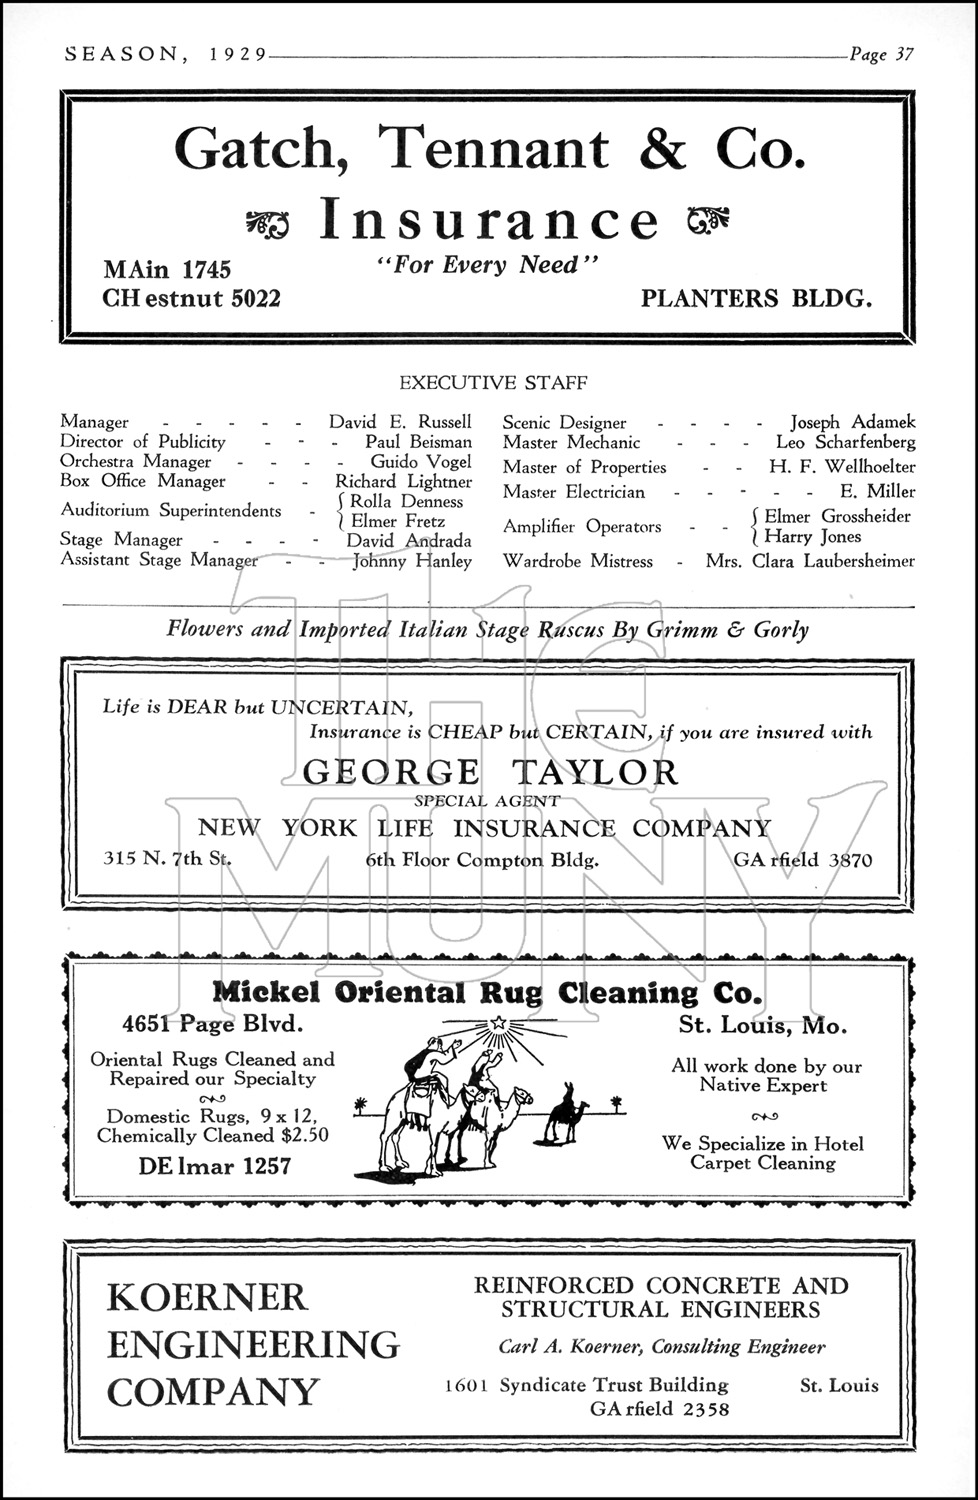 SEASON, 1929 Page 37
Gatch, Tennant & Co.
Insurance
"For Every Need"
MAin 1745
CHestnut 5022
PLANTERS BLDG.
EXECUTIVE STAFF
Manager - - - - - David E. Russell
Director of Publicity - - - Paul Beisman
Orchestra Manager - - - - Guido Vogel
Box Office Manager - - Richard Lightner
Auditorium Superintendents - { Rolla Denness
Elmer Fretz
Stage Manager - - - - David Andrada
Assistant Stage Manager - - Johnny Hanley
Scenic Designer - - - - Joseph Adamek
Master Mechanic - - - Leo Scharfenberg
Master of Properties - - H. F. Wellhoelter
Master Electrician - - - - - E. Miller
Amplifier Operators - - { Elmer Grossheider
Harry Jones
Wardrobe Mistress - Mrs. Clara Laubersheimer
Flowers and Imported Italian Stage Ruscus By Grimm & Gorly
Life is DEAR but UNCERTAIN,
Insurance is CHEAP but CERTAIN, if you are insured with
GEORGE TAYLOR
SPECIAL AGENT
NEW YORK LIFE INSURANCE COMPANY
315 N. 7th St. 6th Floor Compton Bldg. GArfield 3870
THE
MUNY
Mickel Oriental Rug Cleaning Co.
4651 Page Blvd.
Oriental Rugs Cleaned and
Repaired our Specialty
Domestic Rugs, 9 x 12,
Chemically Cleaned $2.50
DElmar 1257
St. Louis, Mo.
All work done by our
Native Expert
We Specialize in Hotel
Carpet Cleaning
KOERNER
ENGINEERING
COMPANY
REINFORCED CONCRETE AND
STRUCTURAL ENGINEERS
Carl A. Koerner, Consulting Engineer
1601 Syndicate Trust Building St. Louis
GArfield 2358